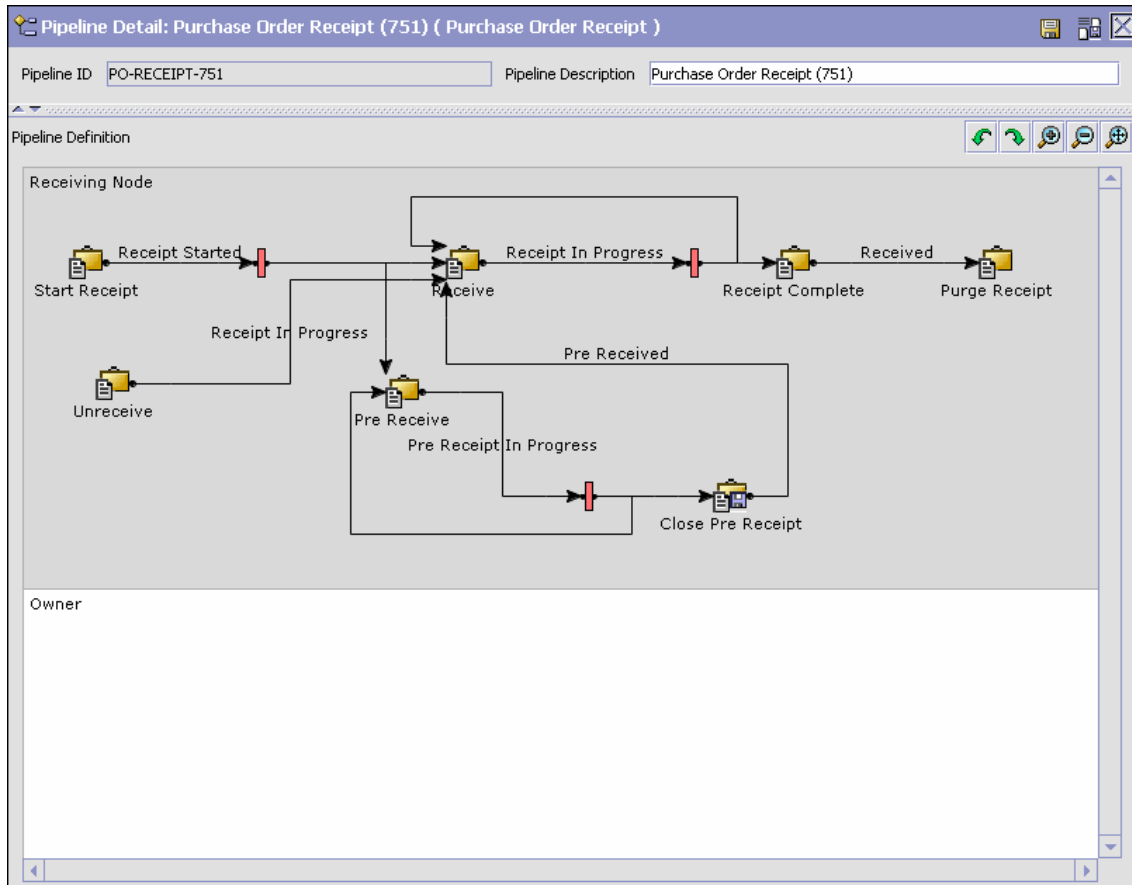 Pipeline Detail: Purchase Order Receipt (751) ( Purchase Order Receipt )
Pipeline ID PO-RECEIPT-751 Pipeline Description Purchase Order Receipt (751)
Pipeline Definition
Receiving Node
Receipt Started
Receipt In Progress
Received
Start Receipt
Receive
Receipt Complete
Purge Receipt
Receipt In Progress
Pre Received
Unreceive
Pre Receive
Pre Receipt In Progress
Close Pre Receipt
Owner